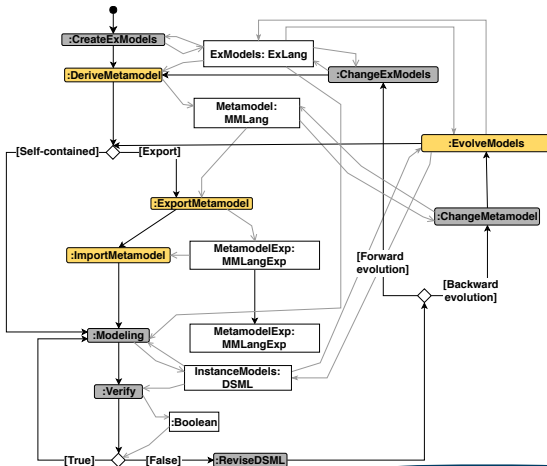 :CreateExModels
ExModels: ExLang
:DeriveMetamodel
:ChangeExModels
Metamodel:
MMLang
[Self-contained]
[Export]
:EvolveModels
:ExportMetamodel
:ChangeMetamodel
:ImportMetamodel
MetamodelExp:
MMLangExp
[Forward
evolution]
[Backward
evolution]
:Modeling
MetamodelExp:
MMLangExp
InstanceModels:
DSML
:Verify
:Boolean
[True]
[False]
:ReviseDSML